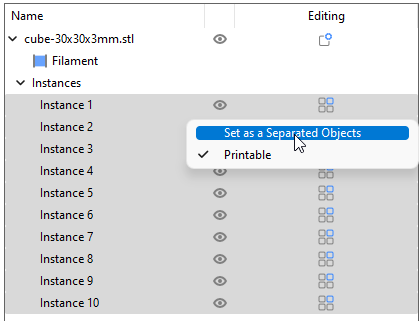 Name Editing
cube-30x30x3mm.stl
Filament
Instances
Instance 1
Instance 2
Set as a Separated Objects
Instance 3
Printable
Instance 4
Instance 5
Instance 6
Instance 7
Instance 8
Instance 9
Instance 10